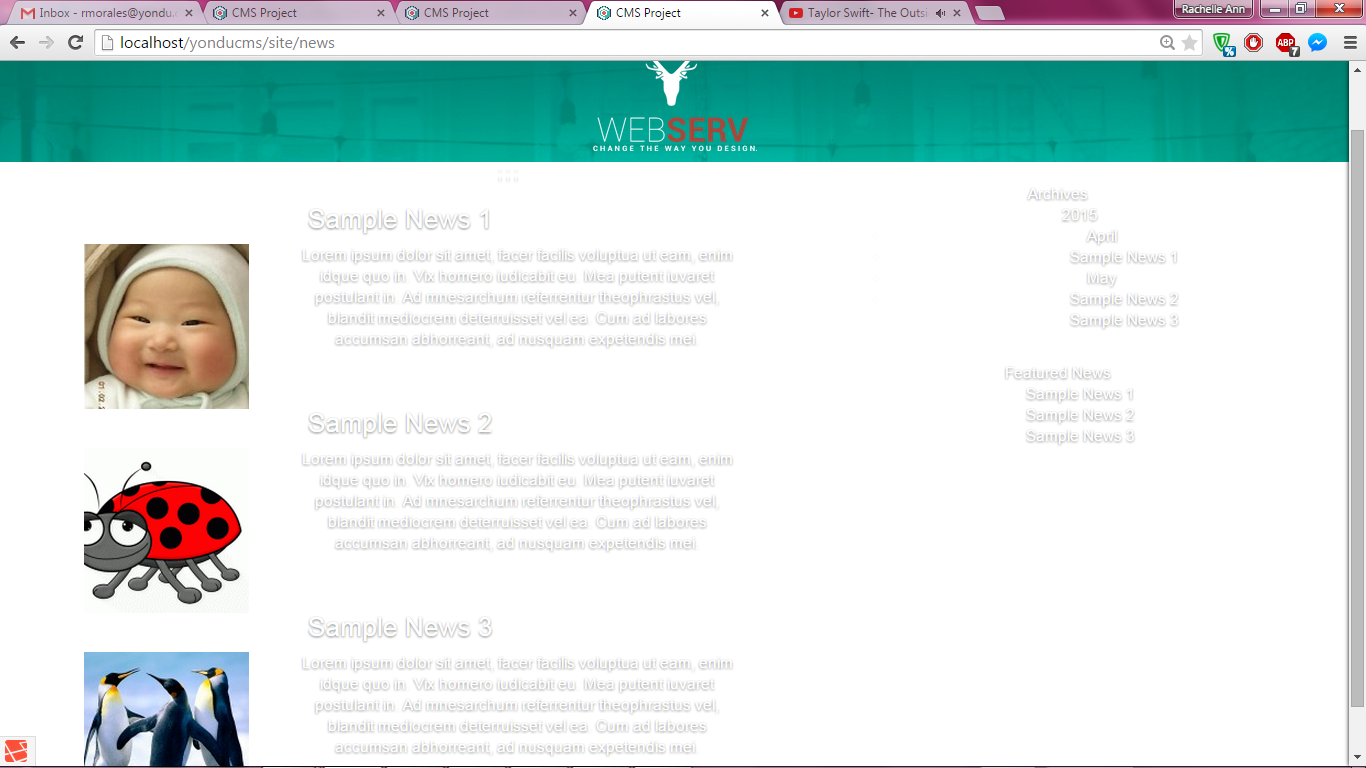 Inbox - rmorales@yondu.
CMS Project
CMS Project
CMS Project
Taylor Swift- The Outsi
Rachelle Ann
localhost/yonducms/site/news
%
ABP
7
WEBSERV
CHANGE THE WAY YOU DESIGN.
Sample News 1
Lorem ipsum dolor sit amet, facer facilis voluptua ut eam, enim
idque quo in. Vix homero iudicabit eu. Mea putent iuvaret
postulant in. Ad mnesarchum referrentur theophrastus vel,
blandit mediocrem deterruisset vel ea. Cum ad labores
accumsan abhorreant, ad nusquam expetendis mei.
01.02.
Sample News 2
Lorem ipsum dolor sit amet, facer facilis voluptua ut eam, enim
idque quo in. Vix homero iudicabit eu. Mea putent iuvaret
postulant in. Ad mnesarchum referrentur theophrastus vel,
blandit mediocrem deterruisset vel ea. Cum ad labores
accumsan abhorreant, ad nusquam expetendis mei.
Sample News 3
Lorem ipsum dolor sit amet, facer facilis voluptua ut eam, enim
idque quo in. Vix homero iudicabit eu. Mea putent iuvaret
postulant in. Ad mnesarchum referrentur theophrastus vel,
blandit mediocrem deterruisset vel ea. Cum ad labores
accumsan abhorreant, ad nusquam expetendis mei.
Archives
2015
April
Sample News 1
May
Sample News 2
Sample News 3
Featured News
Sample News 1
Sample News 2
Sample News 3